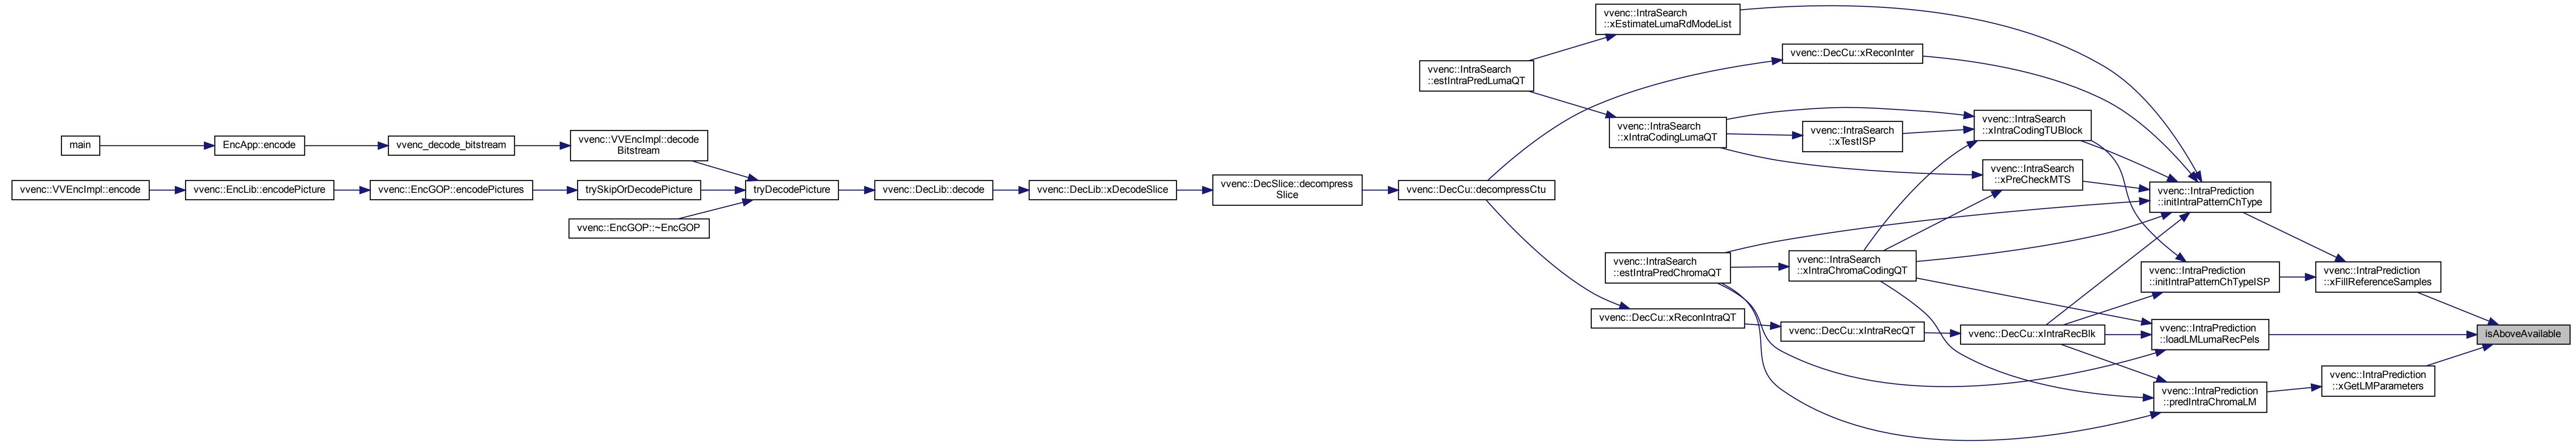 vvenc::IntraSearch
::xEstimateLumaRdModeList
vvenc::DecCu::xReconInter
vvenc::IntraSearch
::estIntraPredLumaQT
vvenc::IntraSearch
::xIntraCodingTUBlock
vvenc::IntraSearch
::xIntraCodingLumaQT
vvenc::IntraSearch
::xTestISP
main
EncApp::encode
vvenc_decode_bitstream
vvenc::VVEncImpl::decode
Bitstream
vvenc::IntraSearch
::xPreCheckMTS
vvenc::VVEncImpl::encode
vvenc::EncLib::encodePicture
vvenc::EncGOP::encodePictures
trySkipOrDecodePicture
tryDecodePicture
vvenc::DecLib::decode
vvenc::DecLib::xDecodeSlice
vvenc::DecSlice::decompress
Slice
vvenc::DecCu::decompressCtu
vvenc::IntraPrediction
::initIntraPatternChType
vvenc::EncGOP::~EncGOP
vvenc::IntraSearch
::estIntraPredChromaQT
vvenc::IntraSearch
::xIntraChromaCodingQT
vvenc::IntraPrediction
::initIntraPatternChTypeISP
vvenc::IntraPrediction
::xFillReferenceSamples
vvenc::DecCu::xReconIntraQT
vvenc::DecCu::xIntraRecQT
vvenc::DecCu::xIntraRecBlk
vvenc::IntraPrediction
::loadLMLumaRecPels
isAboveAvailable
vvenc::IntraPrediction
::xGetLMParameters
vvenc::IntraPrediction
::predIntraChromaLM